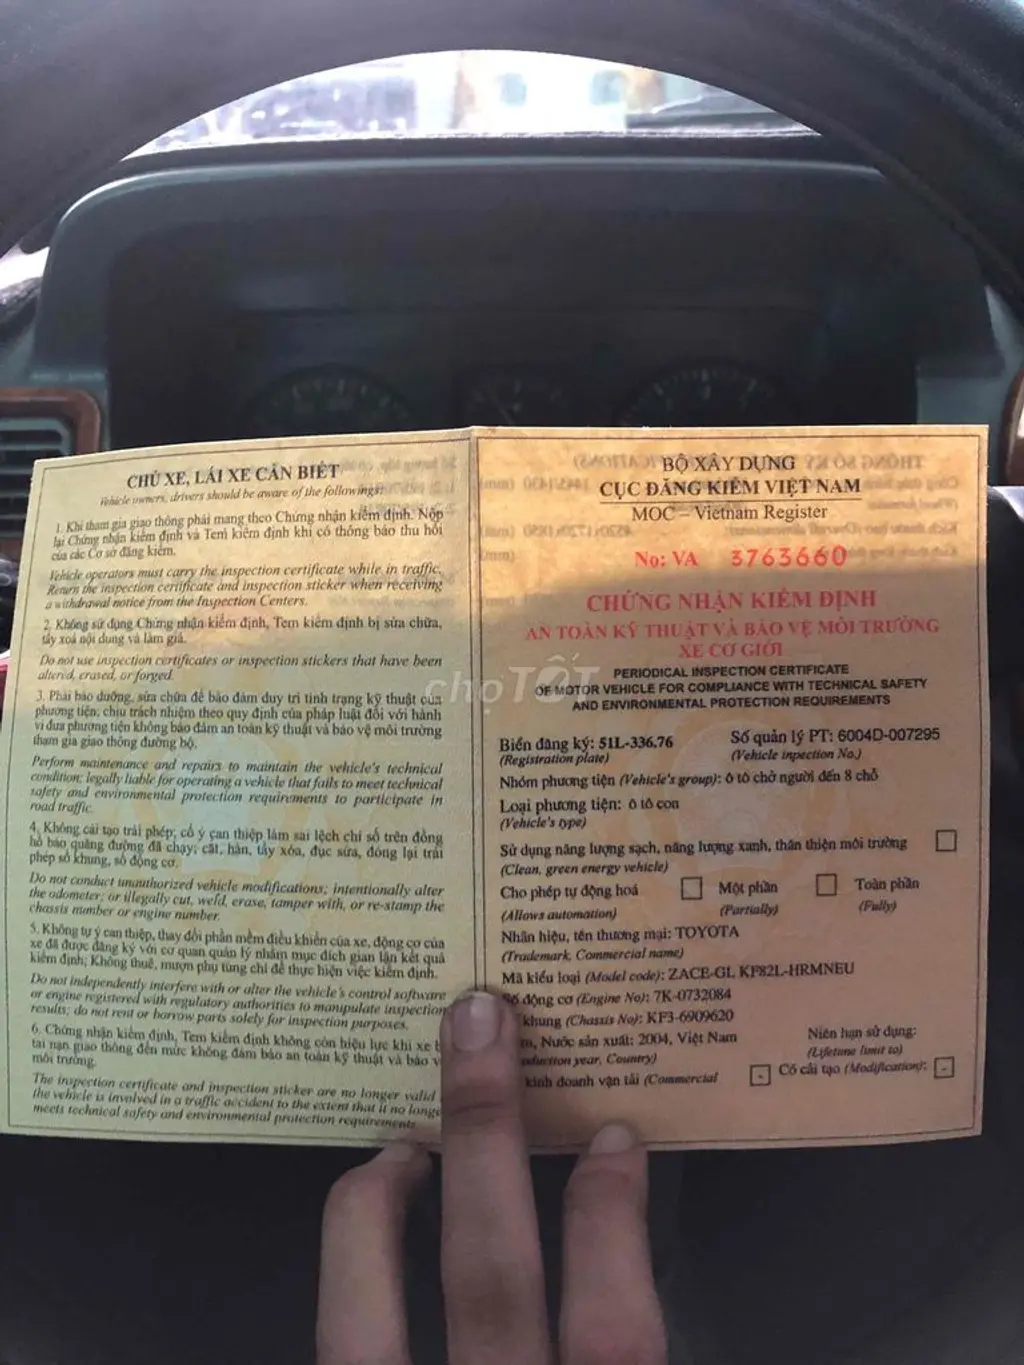 CHỦ XE, LÁI XE CẦN BIẾT
Vehicle owners, drivers should be aware of the followings:
1. Khi tham gia giao thông phải mang theo Chứng nhận kiểm định. Nộp
lại Chứng nhận kiểm định và Tem kiểm định khi có thông báo thu hồi
của các Cơ sở đăng kiểm.
Vehicle operators must carry the inspection certificate while in traffic.
Return the inspection certificate and inspection sticker when receiving
a withdrawal notice from the Inspection Centers.
2. Không sử dụng Chứng nhận kiểm định, Tem kiểm định bị sửa chữa,
tẩy xoá nội dung và làm giả.
Do not use inspection certificates or inspection stickers that have been
altered, erased, or forged.
3. Phải bảo dưỡng, sửa chữa để bảo đảm duy trì tình trạng kỹ thuật của
phương tiện; chịu trách nhiệm theo quy định của pháp luật đối với hành
vi đưa phương tiện không bảo đảm an toàn kỹ thuật và bảo vệ môi trường
tham gia giao thông đường bộ.
Perform maintenance and repairs to maintain the vehicle's technical
condition; legally liable for operating a vehicle that fails to meet technical
safety and environmental protection requirements to participate in
road traffic.
4. Không cải tạo trái phép; cố ý can thiệp làm sai lệch chỉ số trên đồng
hồ báo quãng đường đã chạy; cắt, hàn, tẩy xóa, đục sửa, đóng lại trái
phép số khung, số động cơ.
Do not conduct unauthorized vehicle modifications; intentionally alter
the odometer; or illegally cut, weld, erase, tamper with, or re-stamp the
chassis number or engine number.
5. Không tự ý can thiệp, thay đổi phần mềm điều khiển của xe, động cơ của
xe đã được đăng ký với cơ quan quản lý nhằm mục đích gian lận kết quả
kiểm định; Không thuê, mượn phụ tùng chỉ để thực hiện việc kiểm định.
Do not independently interfere with or alter the vehicle's control software
or engine registered with regulatory authorities to manipulate inspection
results; do not rent or borrow parts solely for inspection purposes.
6. Chứng nhận kiểm định, Tem kiểm định không còn hiệu lực khi xe b
tai nạn giao thông đến mức không đảm bảo an toàn kỹ thuật và bảo v
môi trường.
The inspection certificate and inspection sticker are no longer valid
the vehicle is involved in a traffic accident to the extent that it no longe
meets technical safety and environmental protection requirements.
BỘ XÂY DỰNG
CỤC ĐĂNG KIỂM VIỆT NAM
MOC – Vietnam Register
No: VA 3763660
CHỨNG NHẬN KIỂM ĐỊNH
AN TOÀN KỸ THUẬT VÀ BẢO VỆ MÔI TRƯỜNG
XE CƠ GIỚI
PERIODICAL INSPECTION CERTIFICATE
OF MOTOR VEHICLE FOR COMPLIANCE WITH TECHNICAL SAFETY
AND ENVIRONMENTAL PROTECTION REQUIREMENTS
Biển đăng ký: 51L-336.76 Số quản lý PT: 6004D-007295
(Registration plate) (Vehicle inpection No.)
Nhóm phương tiện (Vehicle's group): ô tô chở người đến 8 chỗ
Loại phương tiện: ô tô con
(Vehicle's type)
Sử dụng năng lượng sạch, năng lượng xanh, thân thiện môi trường
(Clean, green energy vehicle)
Cho phép tự động hoá Một phần Toàn phần
(Allows automation) (Partially) (Fully)
Nhãn hiệu, tên thương mại: TOYOTA
(Trademark, Commercial name)
Mã kiểu loại (Model code): ZACE-GL KF82L-HRMNEU
Số động cơ (Engine No): 7K-0732084
khung (Chassis No): KF3-6909620
m, Nước sản xuất: 2004, Việt Nam Niên hạn sử dụng:
oduction year, Country) (Lifetime limit to)
kinh doanh vận tải (Commercial - Có cải tạo (Modification): -
chợTỐT